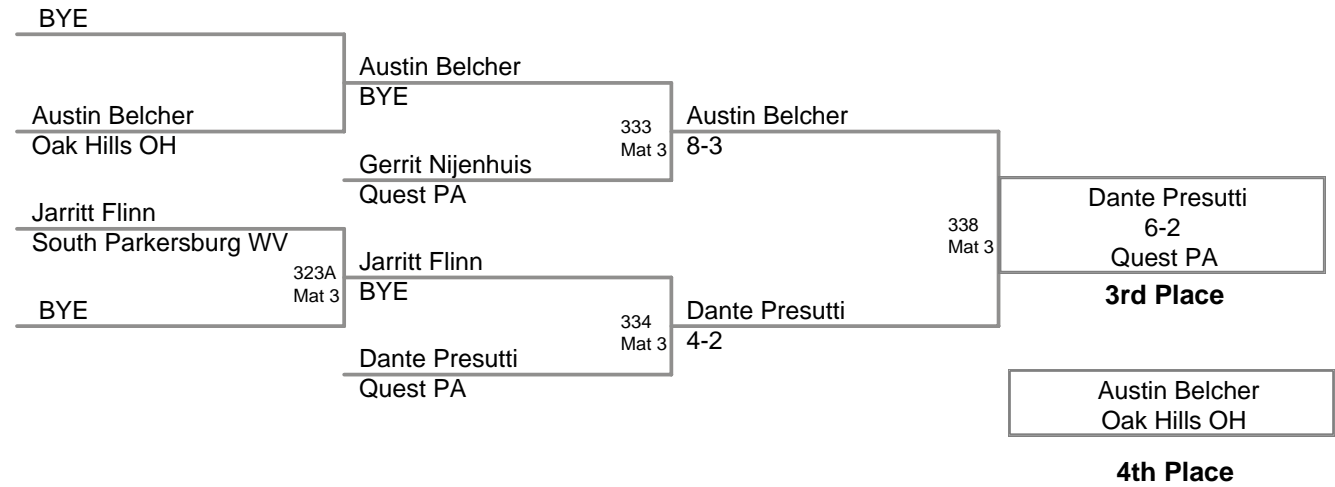 BYE
Austin Belcher
BYE
Austin Belcher
Oak Hills OH
333
Mat 3
Austin Belcher
8-3
Gerrit Nijenhuis
Quest PA
Jarritt Flinn
South Parkersburg WV
323A
Mat 3
Jarritt Flinn
BYE
BYE
334
Mat 3
Dante Presutti
4-2
Dante Presutti
Quest PA
338
Mat 3
Dante Presutti
6-2
Quest PA
3rd Place
Austin Belcher
Oak Hills OH
4th Place